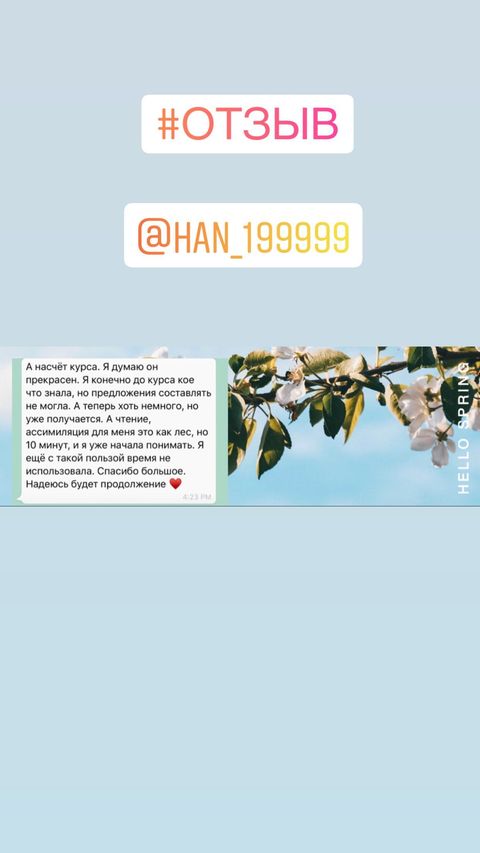 #ОТЗЫВ
@HAN_199999
А насчёт курса. Я думаю он
прекрасен. Я конечно до курса кое
что знала, но предложения составлять
не могла. А теперь хоть немного, но
уже получается. А чтение,
ассимиляция для меня это как лес, но
10 минут, и я уже начала понимать. Я
ещё с такой пользой время не
использовала. Спасибо большое.
Надеюсь будет продолжение ♥️
4:23 PM
HELLO SPRING